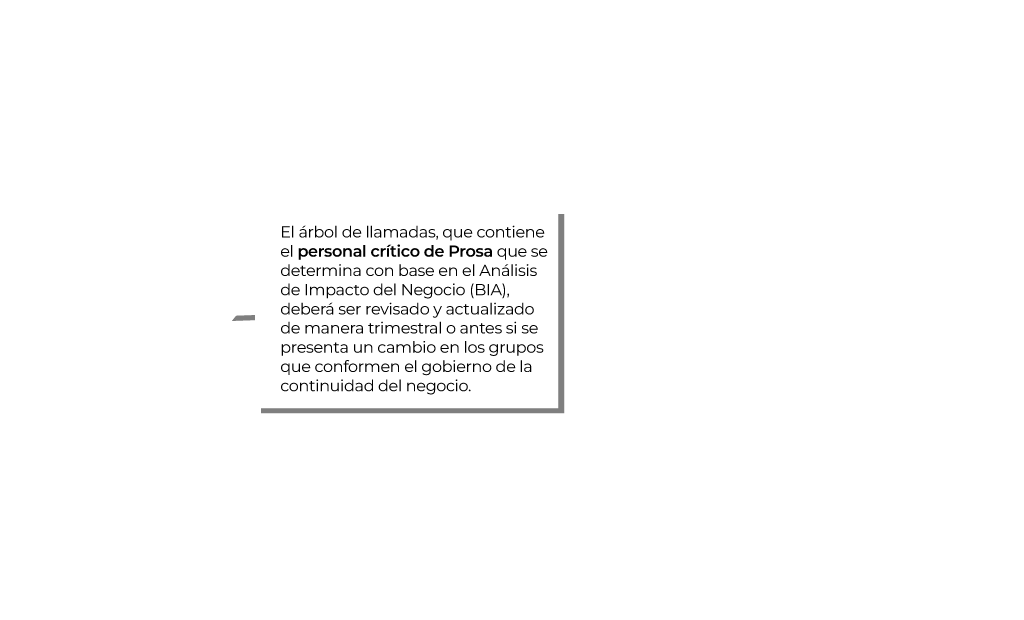 El árbol de llamadas, que contiene
el personal crítico de Prosa que se
determina con base en el Análisis
de Impacto del Negocio (BIA),
deberá ser revisado y actualizado
de manera trimestral o antes si se
presenta un cambio en los grupos
que conformen el gobierno de la
continuidad del negocio.